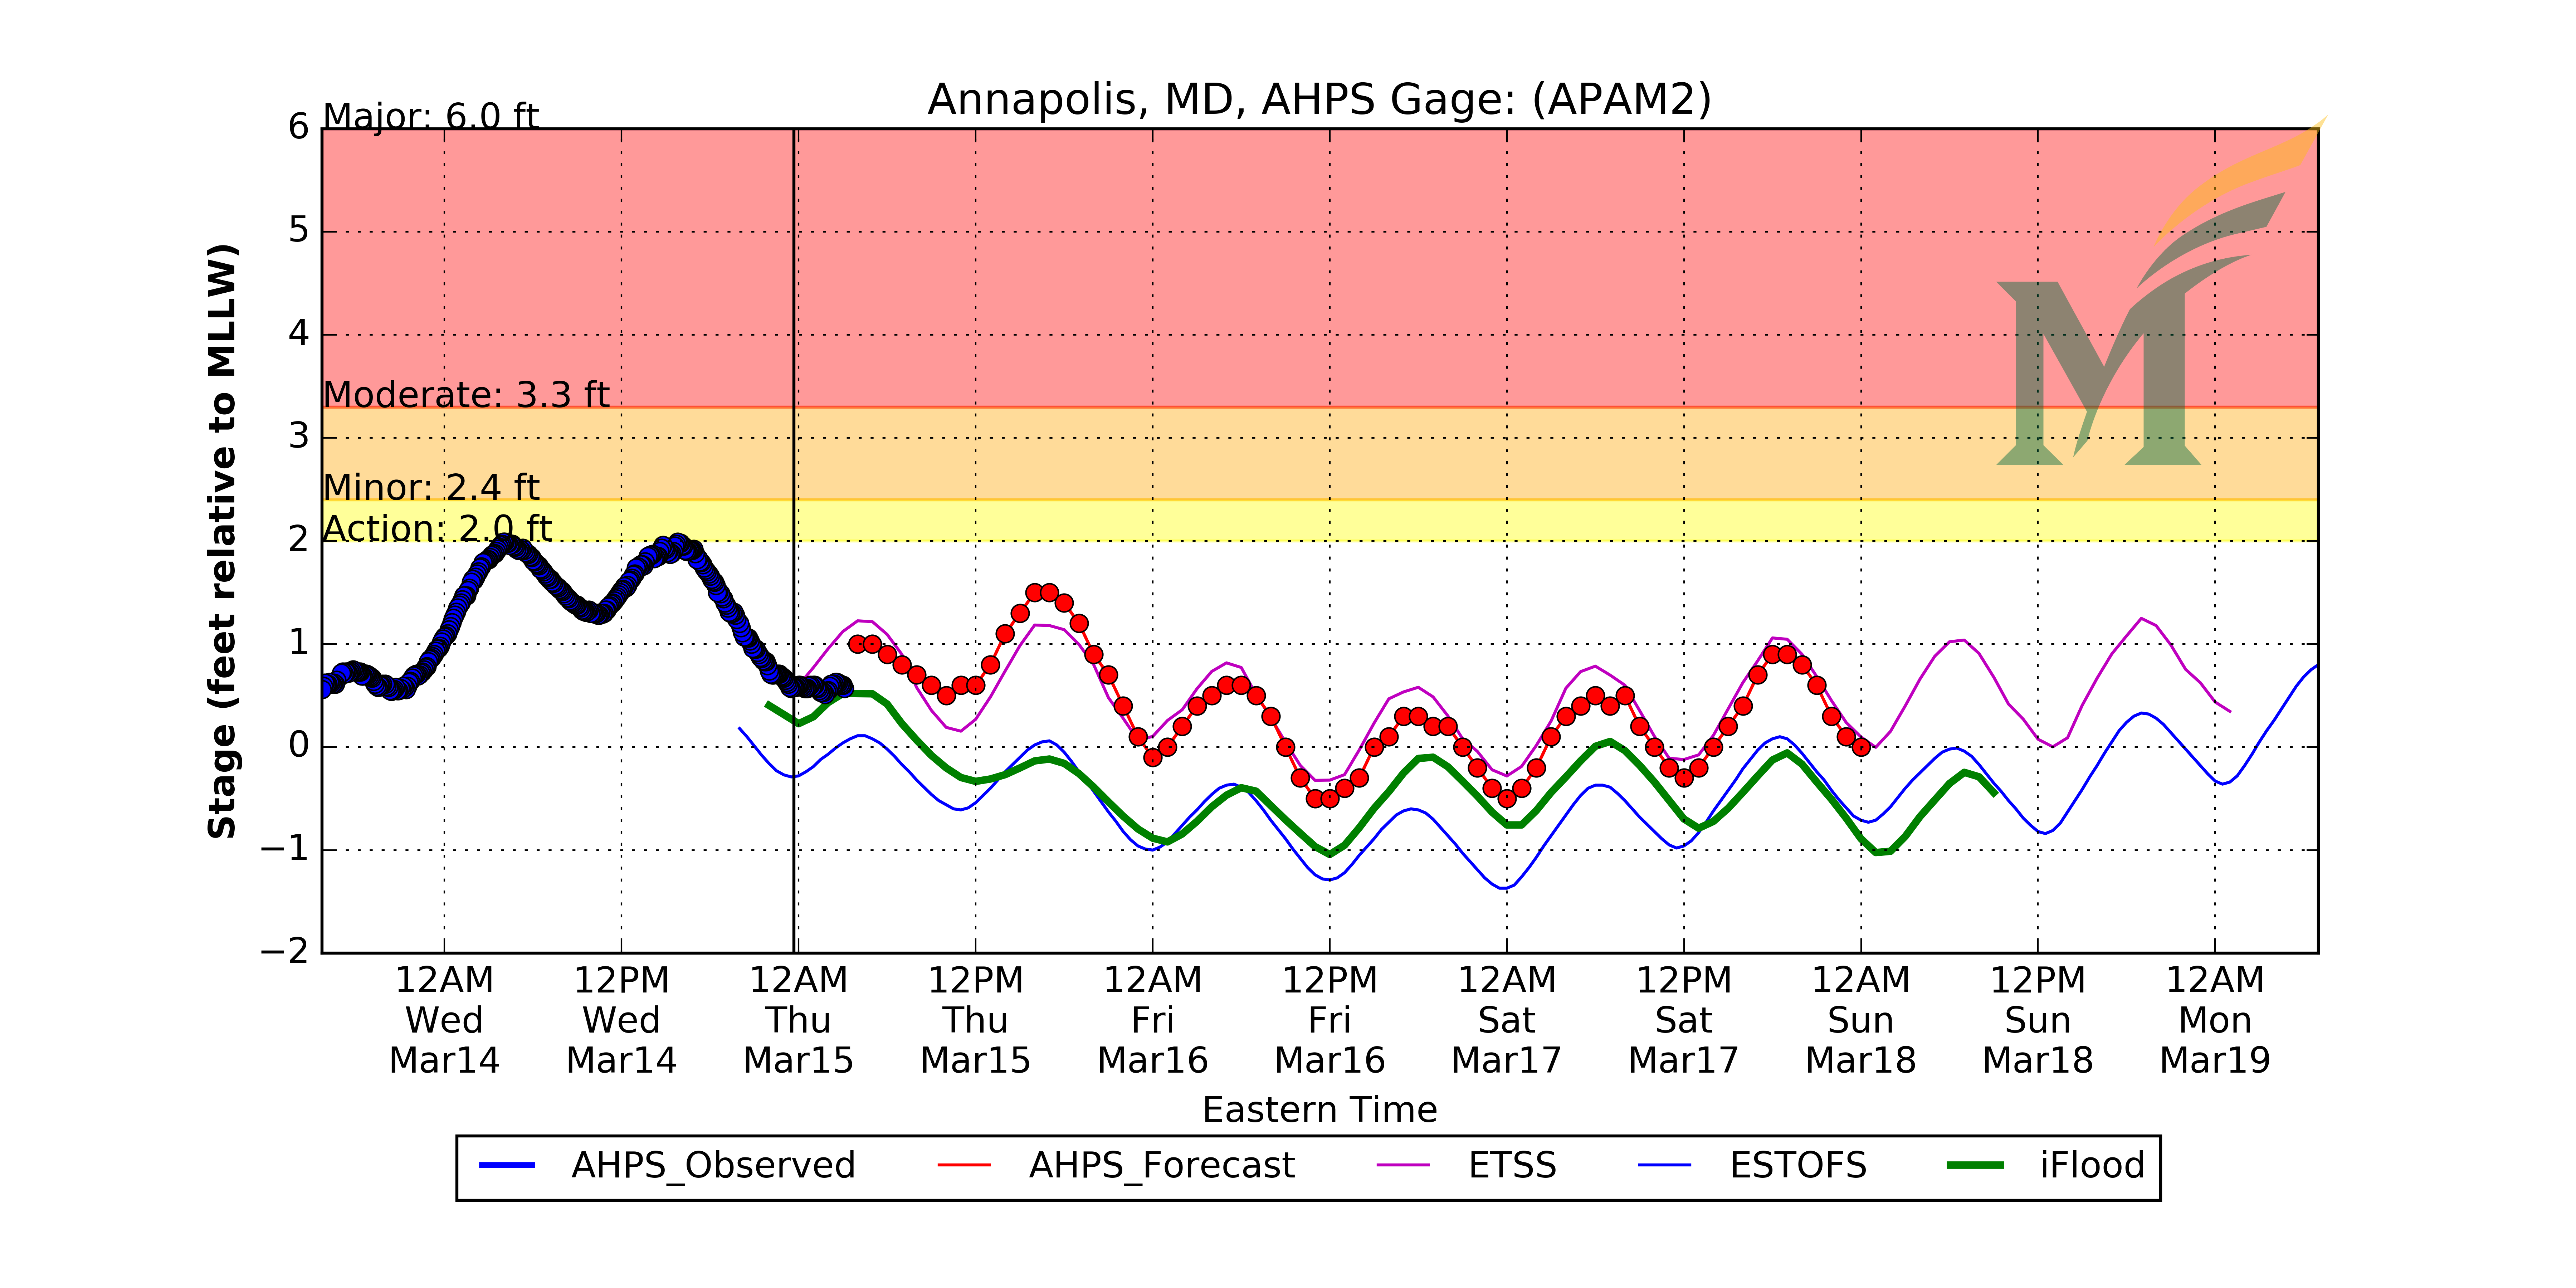 Annapolis, MD, AHPS Gage: (APAM2)
Major: 6.0 ft
Moderate: 3.3 ft
Minor: 2.4 ft
Action: 2.0 ft
6
5
4
3
2
1
0
−1
−2
Stage (feet relative to MLLW)
12AM 12PM 12AM 12PM 12AM 12PM 12AM 12PM 12AM 12PM 12AM
Wed Wed Thu Thu Fri Fri Sat Sat Sun Sun Mon
Mar14 Mar14 Mar15 Mar15 Mar16 Mar16 Mar17 Mar17 Mar18 Mar18 Mar19
Eastern Time
AHPS_Observed AHPS_Forecast ETSS ESTOFS iFlood
M